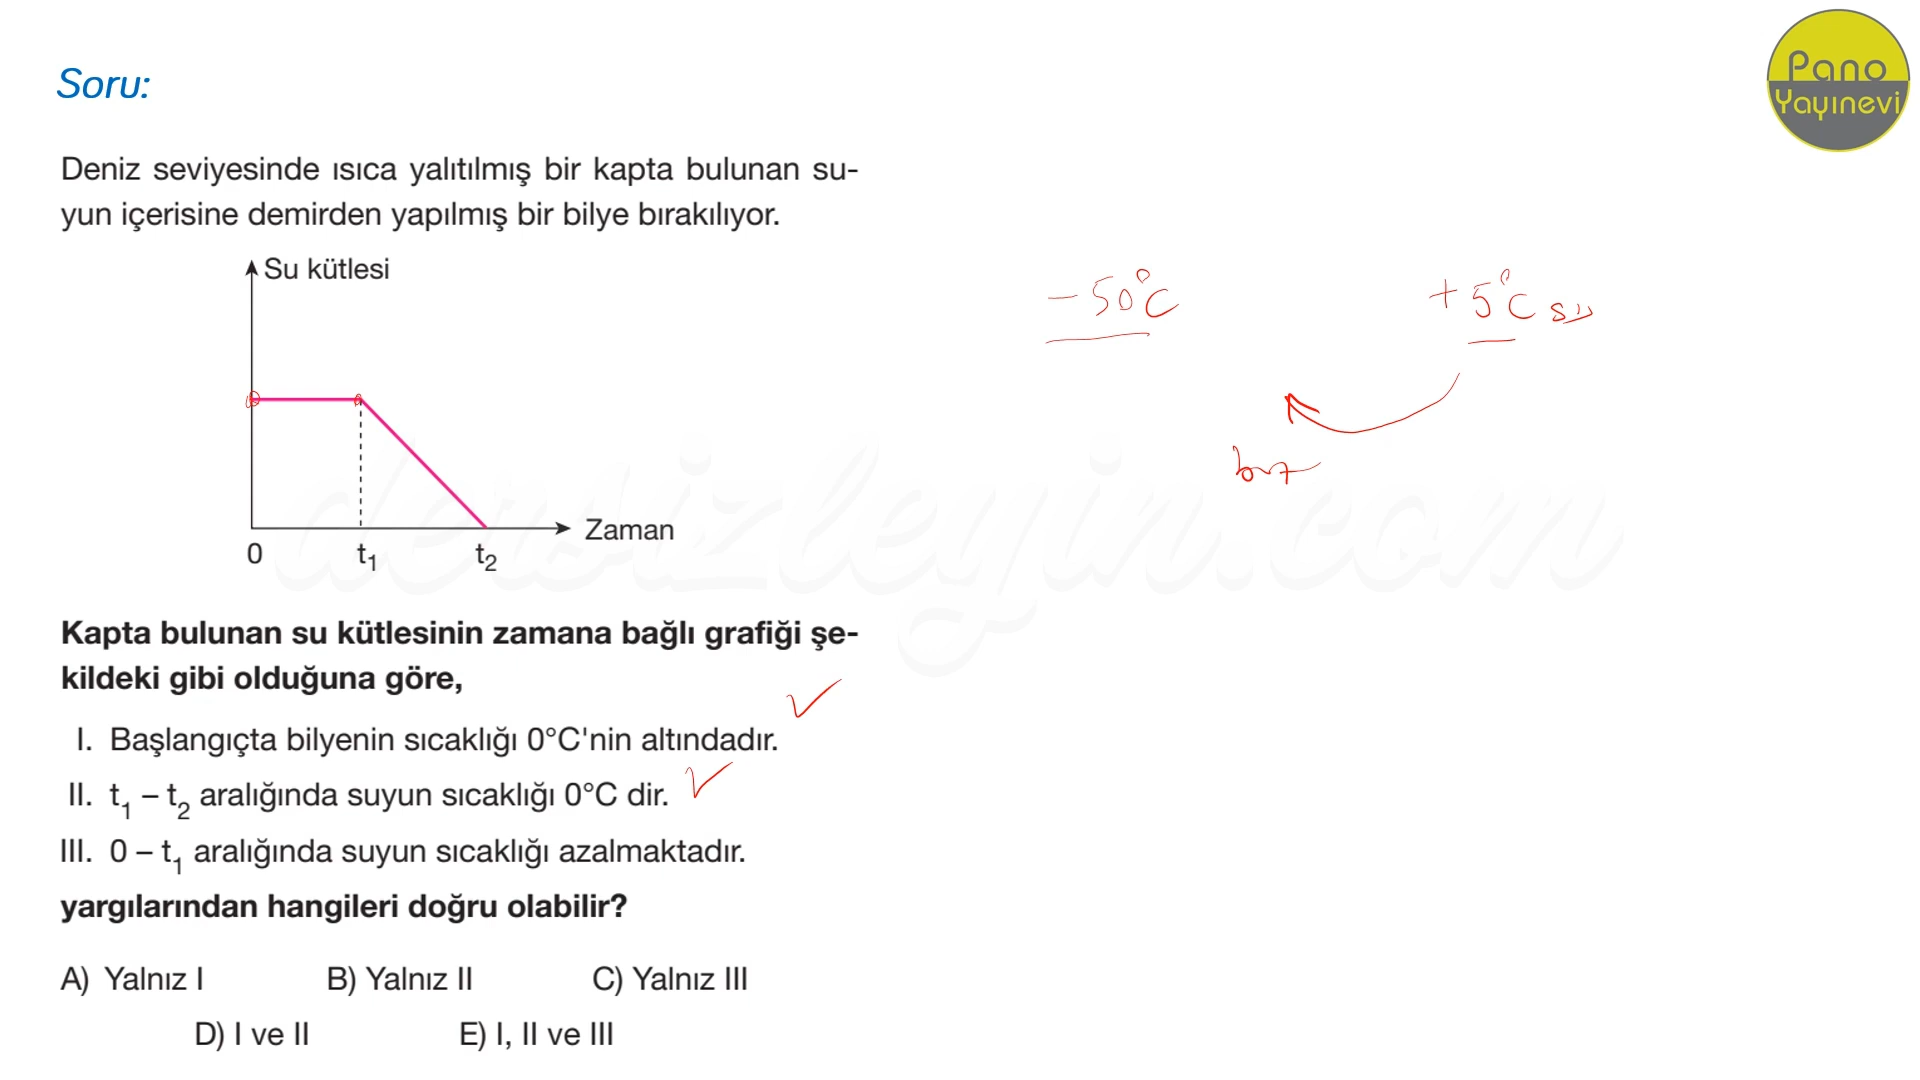 Soru:
Pano
Yayınevi
Deniz seviyesinde ısıca yalıtılmış bir kapta bulunan su-
yun içerisine demirden yapılmış bir bilye bırakılıyor.
Su kütlesi
Zaman
0
t1
t2
-50°C
+5°C su
buz
dersizleyin.com
Kapta bulunan su kütlesinin zamana bağlı grafiği şe-
kildeki gibi olduğuna göre,
I. Başlangıçta bilyenin sıcaklığı 0°C'nin altındadır.
II. t1 – t2 aralığında suyun sıcaklığı 0°C dir.
III. 0 – t1 aralığında suyun sıcaklığı azalmaktadır.
yargılarından hangileri doğru olabilir?
A) Yalnız I B) Yalnız II C) Yalnız III
D) I ve II E) I, II ve III